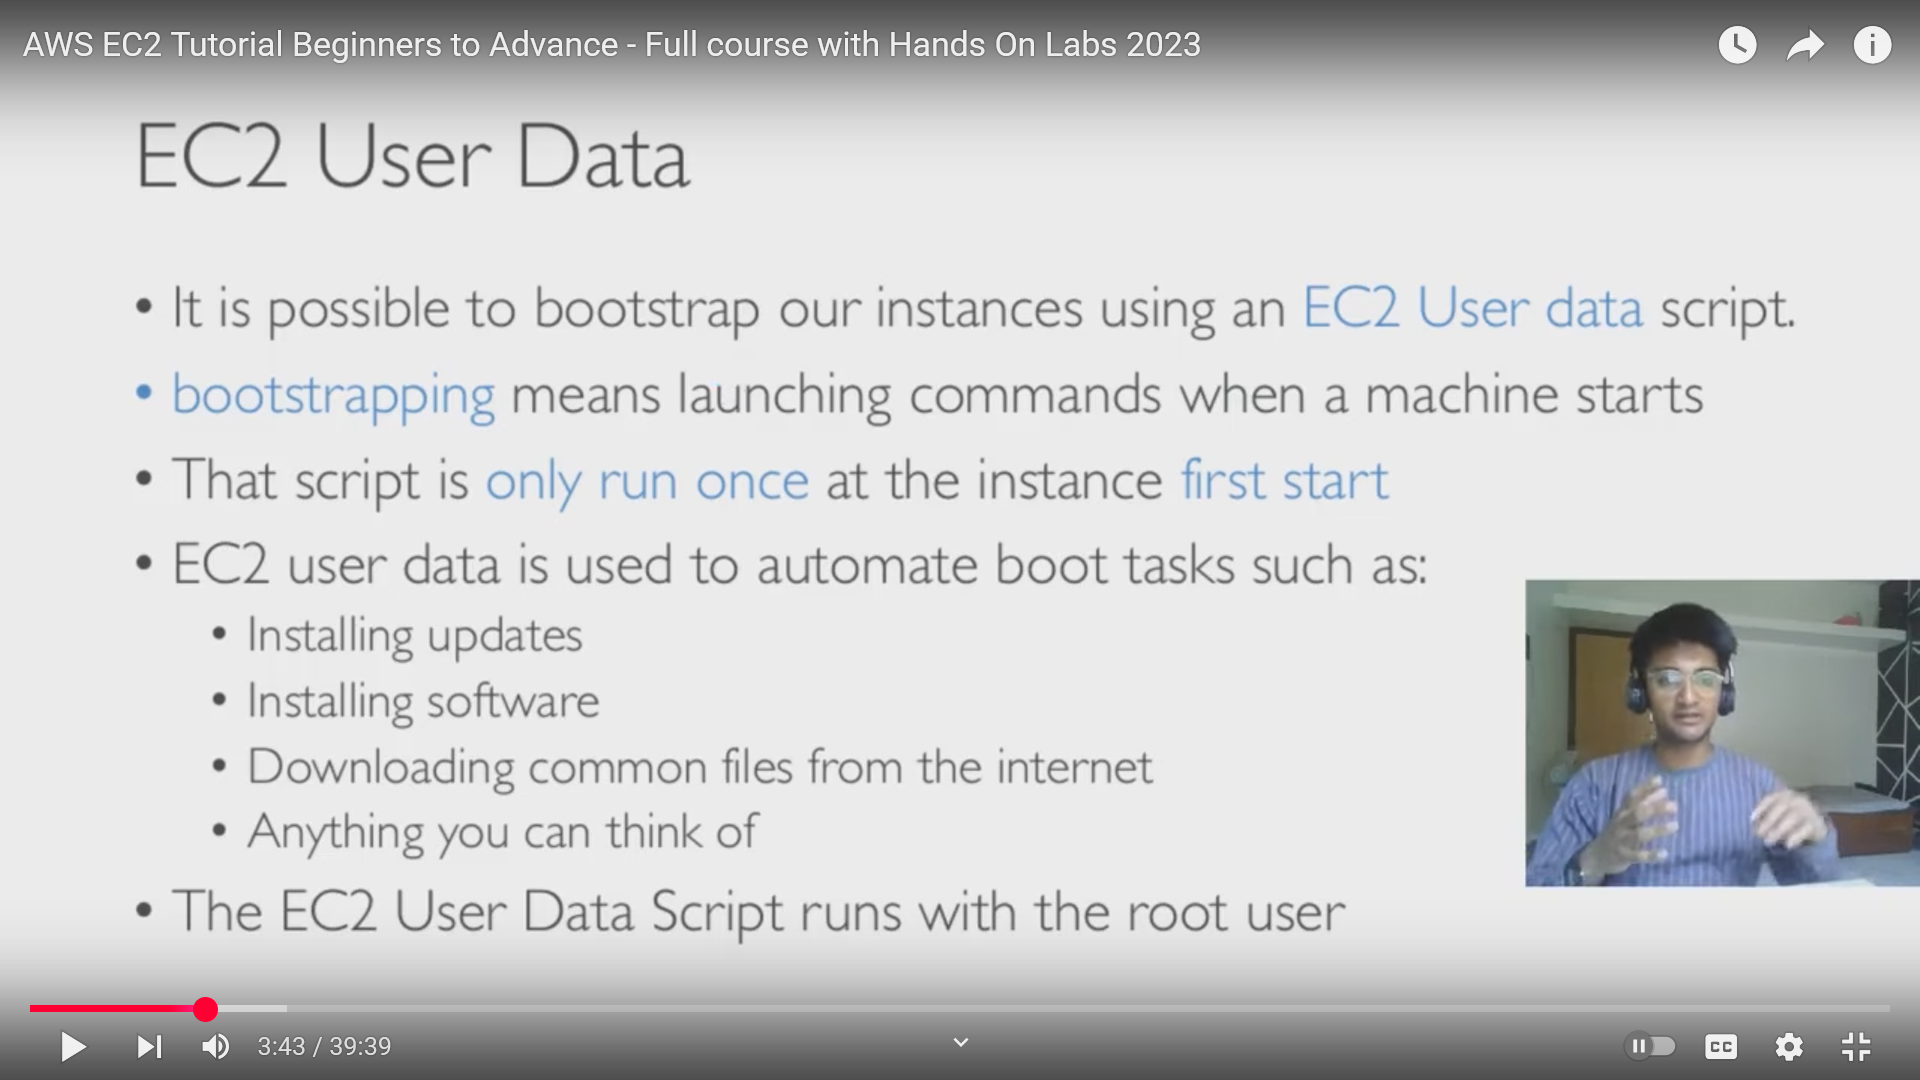 AWS EC2 Tutorial Beginners to Advance - Full course with Hands On Labs 2023
EC2 User Data
• It is possible to bootstrap our instances using an EC2 User data script.
• bootstrapping means launching commands when a machine starts
• That script is only run once at the instance first start
• EC2 user data is used to automate boot tasks such as:
• Installing updates
• Installing software
• Downloading common files from the internet
• Anything you can think of
• The EC2 User Data Script runs with the root user
3:43 / 39:39
CC